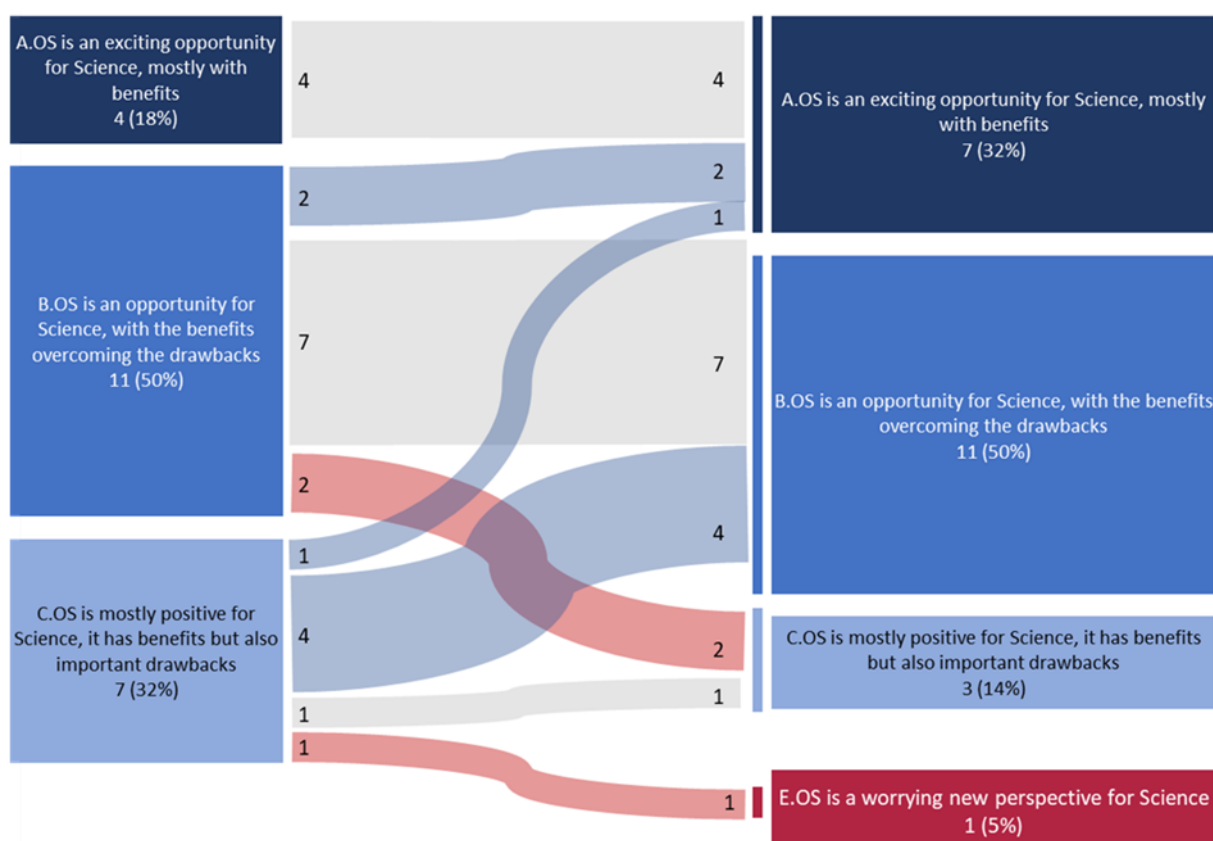 A.OS is an exciting opportunity
for Science, mostly with
benefits
4 (18%)
B.OS is an opportunity for
Science, with the benefits
overcoming the drawbacks
11 (50%)
C.OS is mostly positive for
Science, it has benefits but also
important drawbacks
7 (32%)
4
2
7
2
1
4
1
1
4
2
1
7
4
2
1
1
A.OS is an exciting opportunity for Science, mostly
with benefits
7 (32%)
B.OS is an opportunity for Science, with the benefits
overcoming the drawbacks
11 (50%)
C.OS is mostly positive for Science, it has benefits
but also important drawbacks
3 (14%)
E.OS is a worrying new perspective for Science
1 (5%)